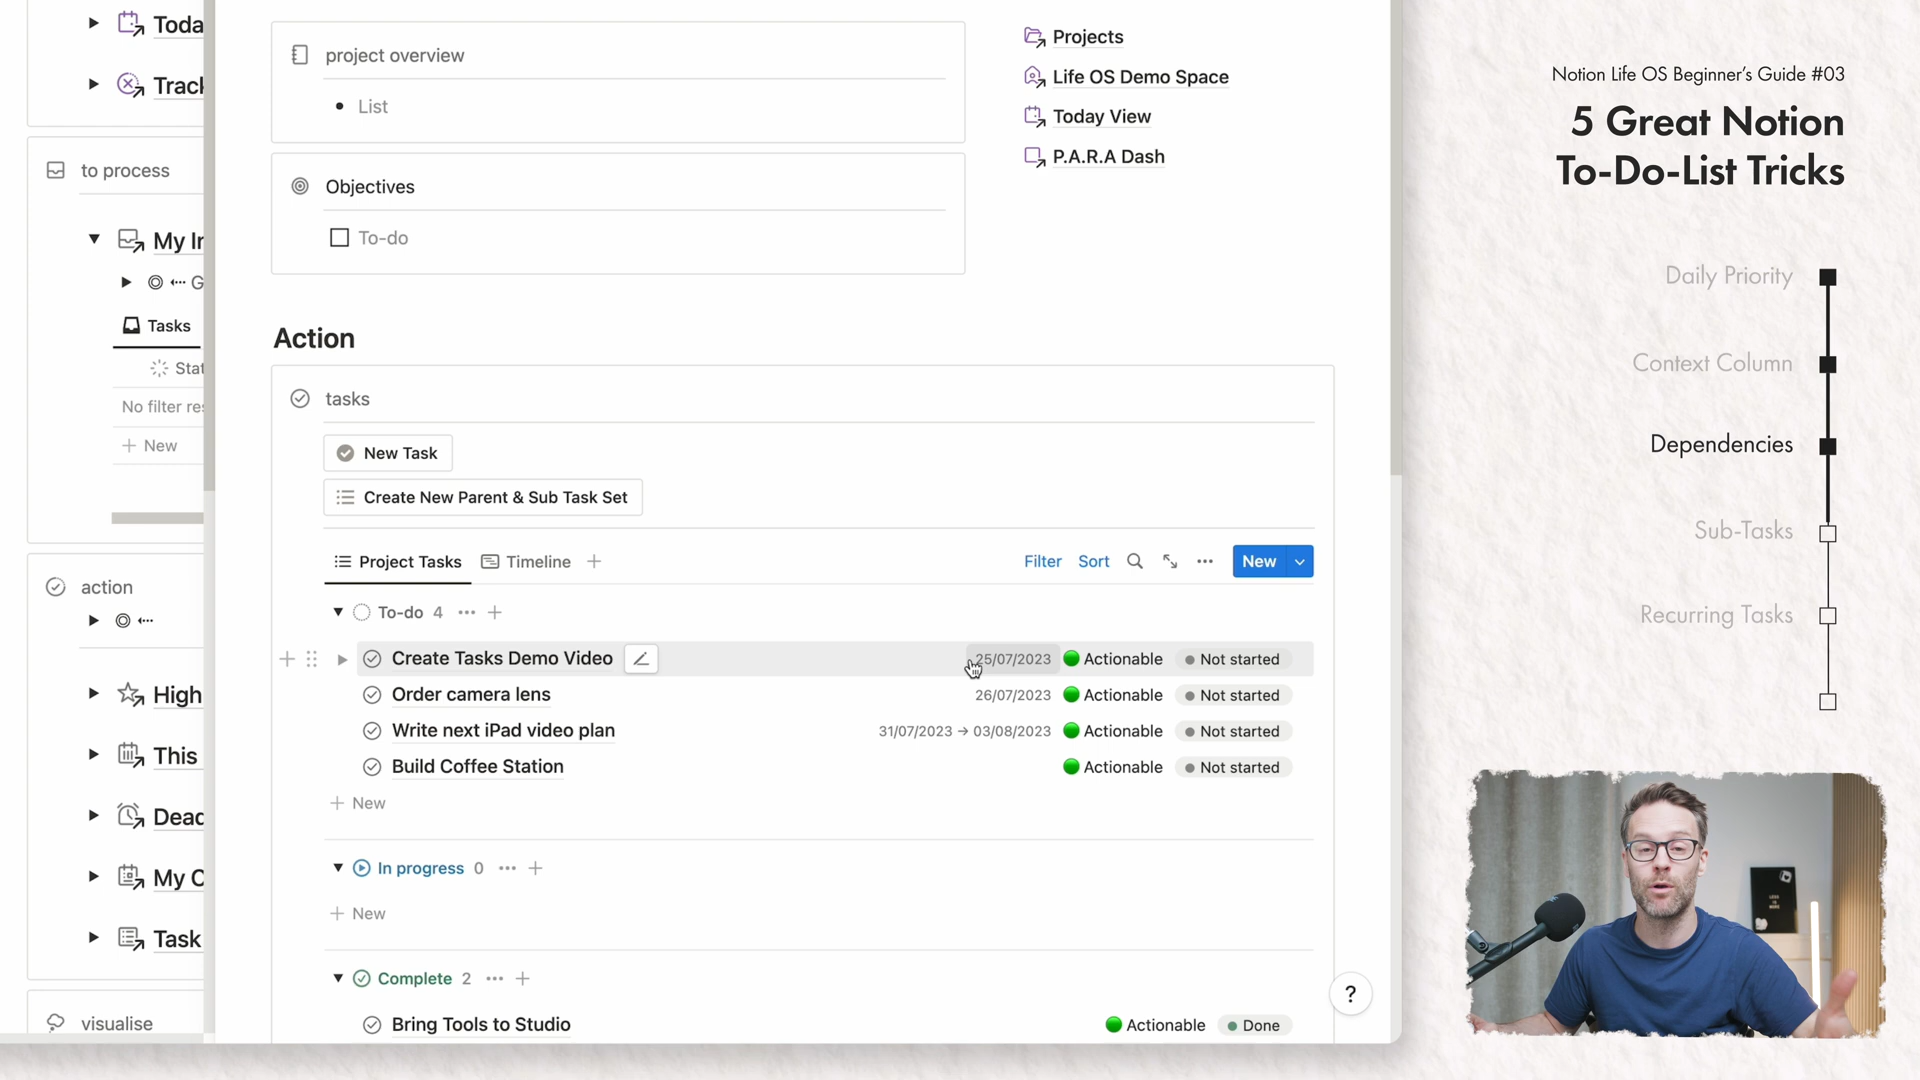 Toda
Track
to process
My In
G
Tasks
Stat
No filter res
New
action
High
This
Dead
My C
Task
visualise
project overview
List
Objectives
To-do
Projects
Life OS Demo Space
Today View
P.A.R.A Dash
Action
tasks
New Task
Create New Parent & Sub Task Set
Project Tasks Timeline
Filter Sort New
To-do 4
Create Tasks Demo Video 25/07/2023 Actionable Not started
Order camera lens 26/07/2023 Actionable Not started
Write next iPad video plan 31/07/2023 → 03/08/2023 Actionable Not started
Build Coffee Station Actionable Not started
New
In progress 0
New
Complete 2
Bring Tools to Studio Actionable Done
?
Notion Life OS Beginner's Guide #03
5 Great Notion
To-Do-List Tricks
Daily Priority
Context Column
Dependencies
Sub-Tasks
Recurring Tasks